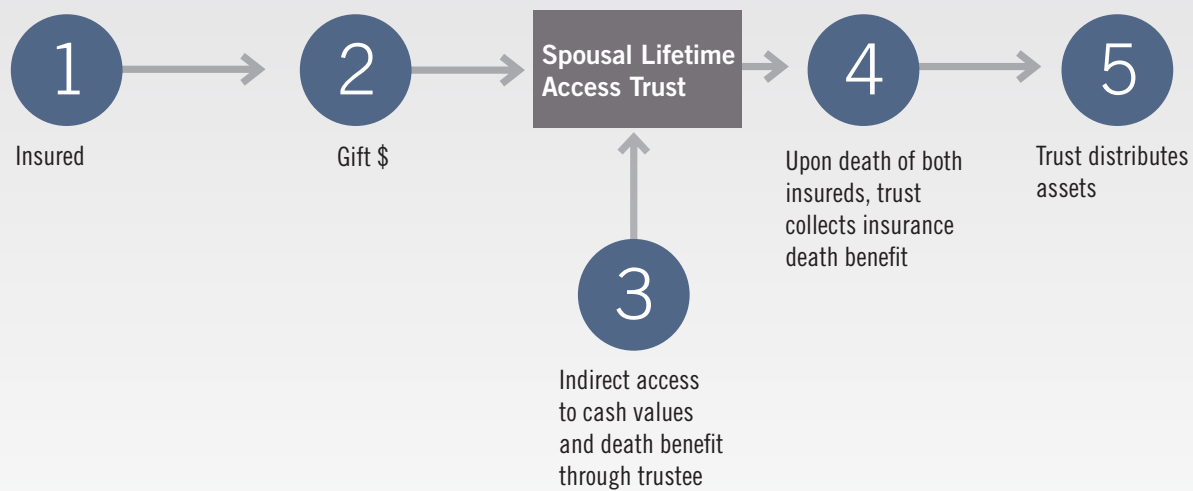 1
Insured
2
Gift $
Spousal Lifetime
Access Trust
3
Indirect access
to cash values
and death benefit
through trustee
4
Upon death of both
insureds, trust
collects insurance
death benefit
5
Trust distributes
assets